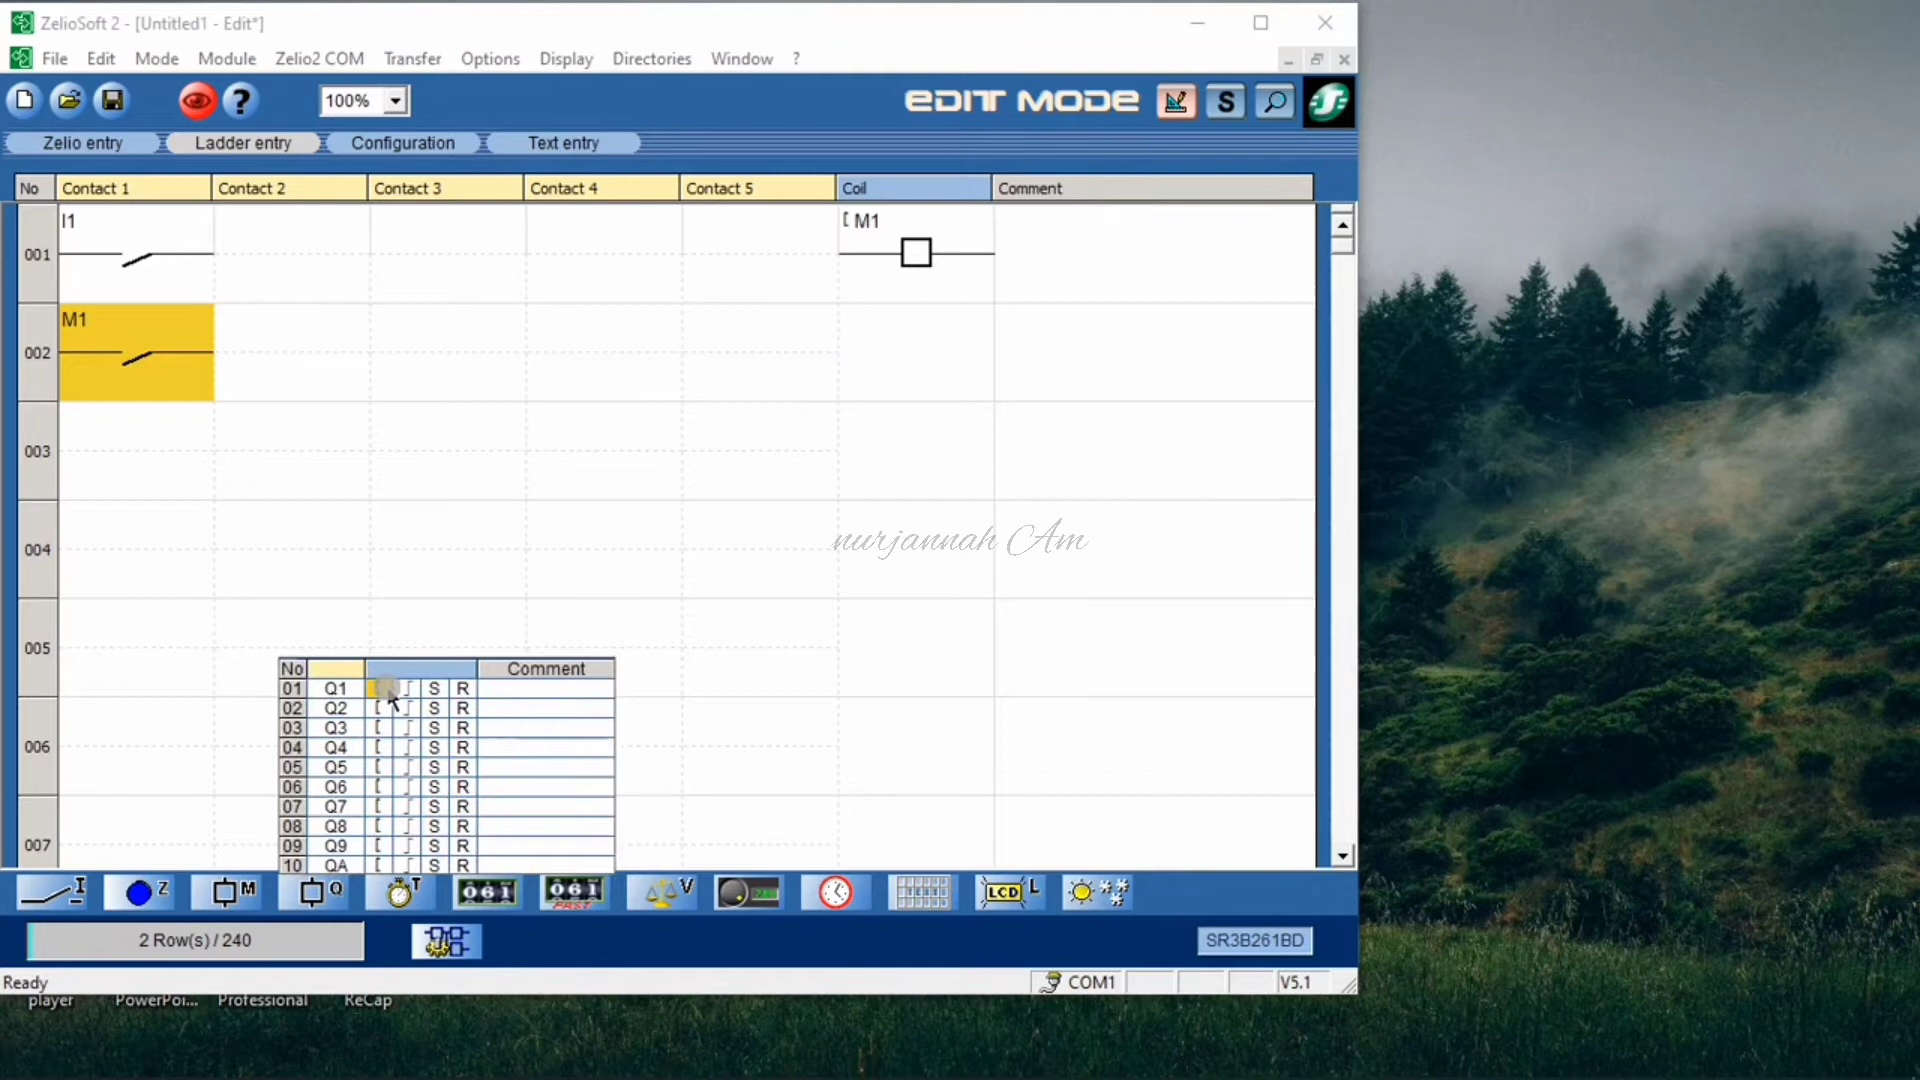 ZelioSoft 2 - [Untitled1 - Edit*]
File Edit Mode Module Zelio2 COM Transfer Options Display Directories Window ?
? 100% EDIT MODE S
Zelio entry Ladder entry Configuration Text entry
No Contact 1 Contact 2 Contact 3 Contact 4 Contact 5 Coil Comment
I1 [ M1
001
M1
002
003
nurjannah Am
004
005
No Comment
01 Q1 S R
02 Q2 [ ⌡ S R
03 Q3 [ ⌡ S R
006
04 Q4 [ ⌡ S R
05 Q5 [ ⌡ S R
06 Q6 [ ⌡ S R
07 Q7 [ ⌡ S R
08 Q8 [ ⌡ S R
007
09 Q9 [ ⌡ S R
10 QA [ ⌡ S R
I Z M Q T 061 061 FAST V LCD L
2 Row(s) / 240 SR3B261BD
Ready COM1 V5.1
player PowerPoi... Professional ReCap